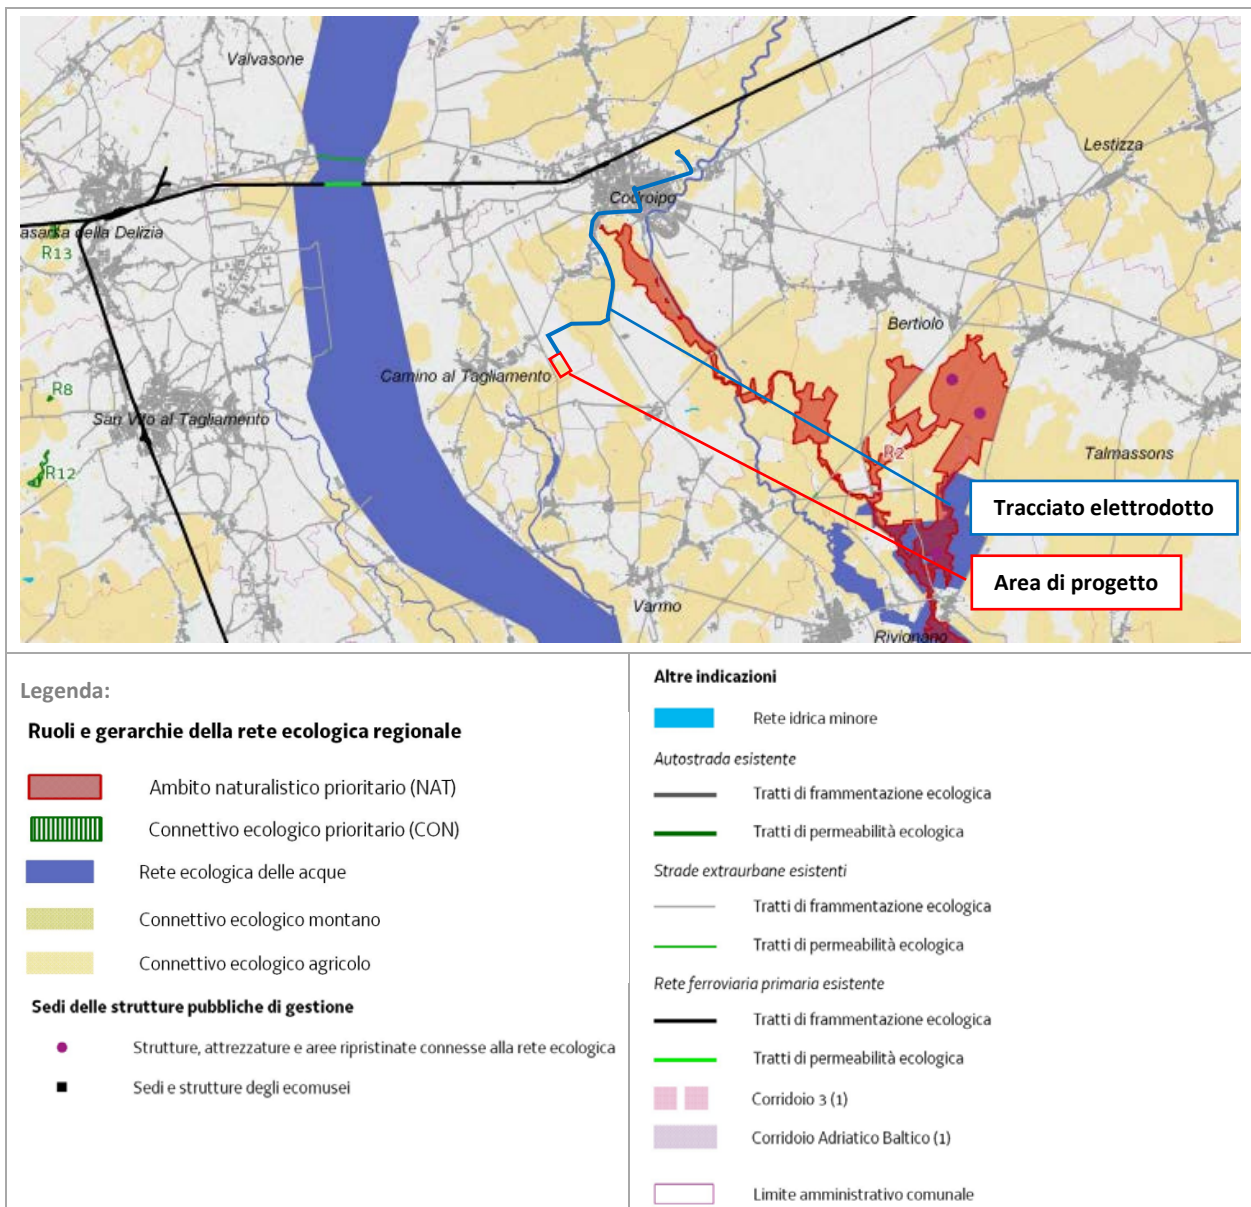 Valvasone
Lestizza
Codroipo
asarsa della Delizia
R13
Bertiolo
Camino al Tagliamento
R8
San Vito al Tagliamento
R2
Talmassons
R12
Tracciato elettrodotto
Area di progetto
Varmo
Rivignano
Legenda:
Ruoli e gerarchie della rete ecologica regionale
Ambito naturalistico prioritario (NAT)
Connettivo ecologico prioritario (CON)
Rete ecologica delle acque
Connettivo ecologico montano
Connettivo ecologico agricolo
Sedi delle strutture pubbliche di gestione
Strutture, attrezzature e aree ripristinate connesse alla rete ecologica
Sedi e strutture degli ecomusei
Altre indicazioni
Rete idrica minore
Autostrada esistente
Tratti di frammentazione ecologica
Tratti di permeabilità ecologica
Strade extraurbane esistenti
Tratti di frammentazione ecologica
Tratti di permeabilità ecologica
Rete ferroviaria primaria esistente
Tratti di frammentazione ecologica
Tratti di permeabilità ecologica
Corridoio 3 (1)
Corridoio Adriatico Baltico (1)
Limite amministrativo comunale